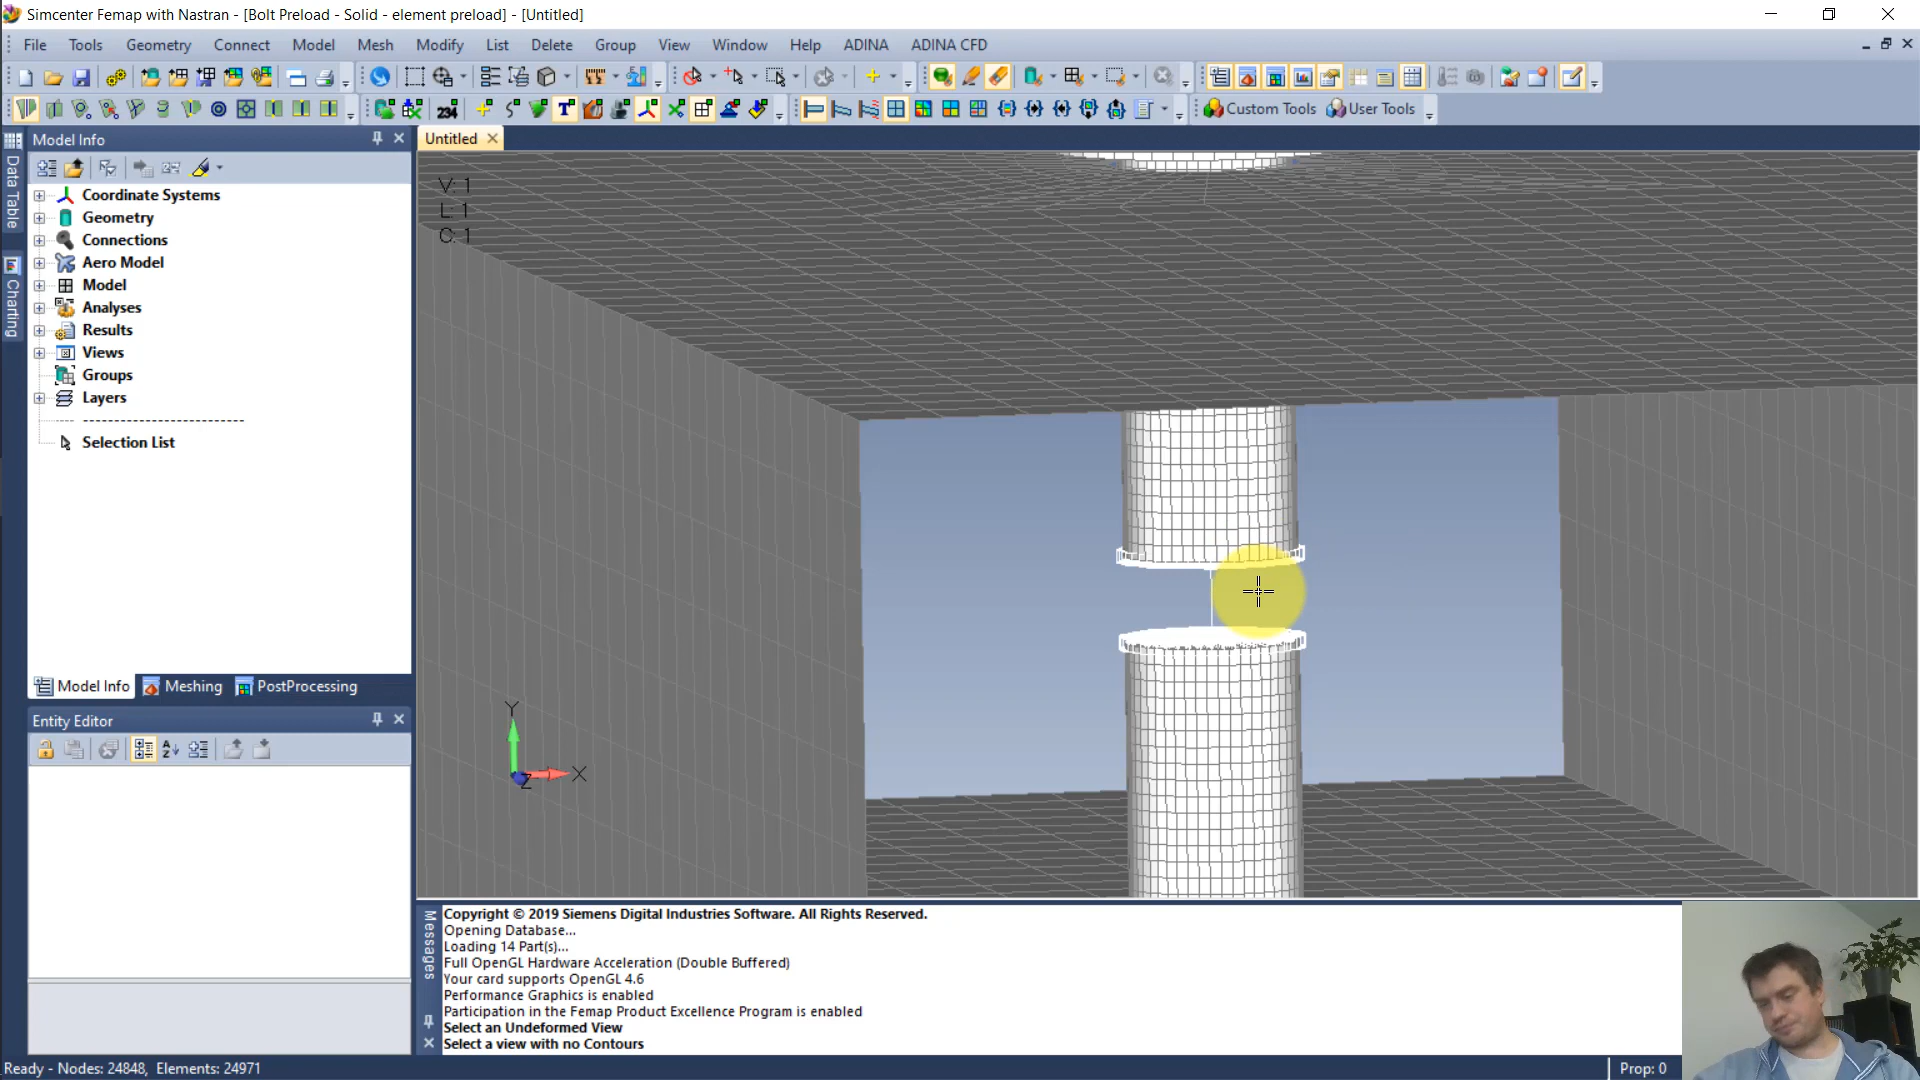 Simcenter Femap with Nastran - [Bolt Preload - Solid - element preload] - [Untitled]
File Tools Geometry Connect Model Mesh Modify List Delete Group View Window Help ADINA ADINA CFD
234 T Custom Tools User Tools
Model Info
Untitled
Data Table
Charting
Coordinate Systems
Geometry
Connections
Aero Model
Model
Analyses
Results
Views
Groups
Layers
Selection List
V: 1
L: 1
C: 1
Y
X
Z
Model Info Meshing PostProcessing
Entity Editor
Messages
Copyright © 2019 Siemens Digital Industries Software. All Rights Reserved.
Opening Database...
Loading 14 Part(s)...
Full OpenGL Hardware Acceleration (Double Buffered)
Your card supports OpenGL 4.6
Performance Graphics is enabled
Participation in the Femap Product Excellence Program is enabled
Select an Undeformed View
Select a view with no Contours
Ready - Nodes: 24848, Elements: 24971
Prop: 0